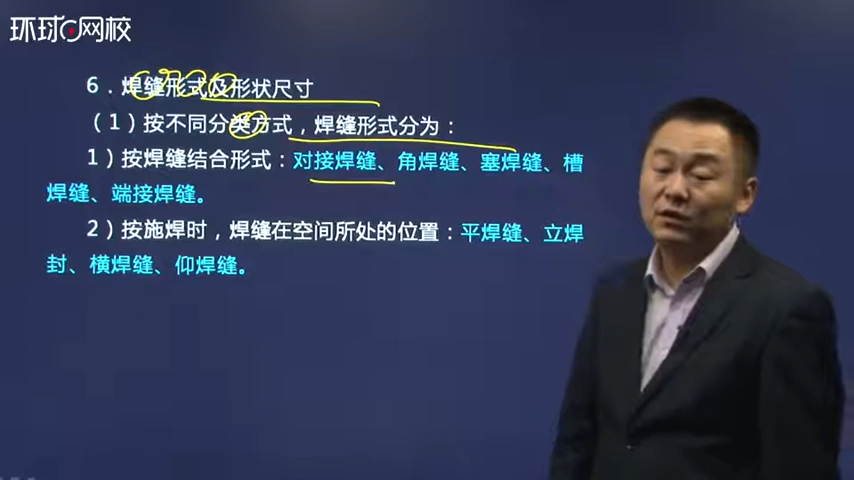 环球网校
6．焊缝形式及形状尺寸
（1）按不同分类方式，焊缝形式分为：
1）按焊缝结合形式：对接焊缝、角焊缝、塞焊缝、槽
焊缝、端接焊缝。
2）按施焊时，焊缝在空间所处的位置：平焊缝、立焊
封、横焊缝、仰焊缝。